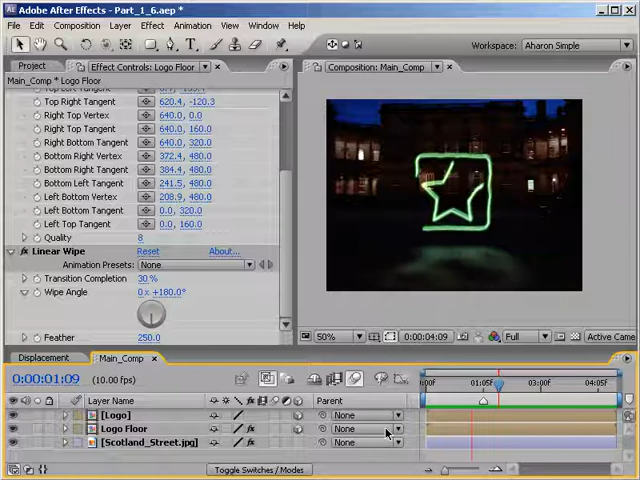 Adobe After Effects - Part_1_6.aep *
File Edit Composition Layer Effect Animation View Window Help
Workspace: Aharon Simple
Project Effect Controls: Logo Floor
Composition: Main_Comp
Main_Comp * Logo Floor
Top Right Tangent 620.4, -120.3
Right Top Vertex 640.0, 0.0
Right Top Tangent 640.0, 160.0
Right Bottom Tangent 640.0, 320.0
Bottom Right Vertex 372.4, 480.0
Bottom Right Tangent 384.4, 480.0
Bottom Left Tangent 241.5, 480.0
Left Bottom Vertex 208.9, 480.0
Left Bottom Tangent 0.0, 320.0
Left Top Tangent 0.0, 160.0
Quality 8
Linear Wipe Reset About...
Animation Presets: None
Transition Completion 30 %
Wipe Angle 0 x +180.0°
Feather 250.0
50% 0:00:04:09 Full Active Came
Displacement Main_Comp
0:00:01:09 (10.00 fps)
:00f 01:05f 03:00f 04:05f
Layer Name Parent
[Logo] None
Logo Floor None
[Scotland_Street.jpg] None
Toggle Switches / Modes